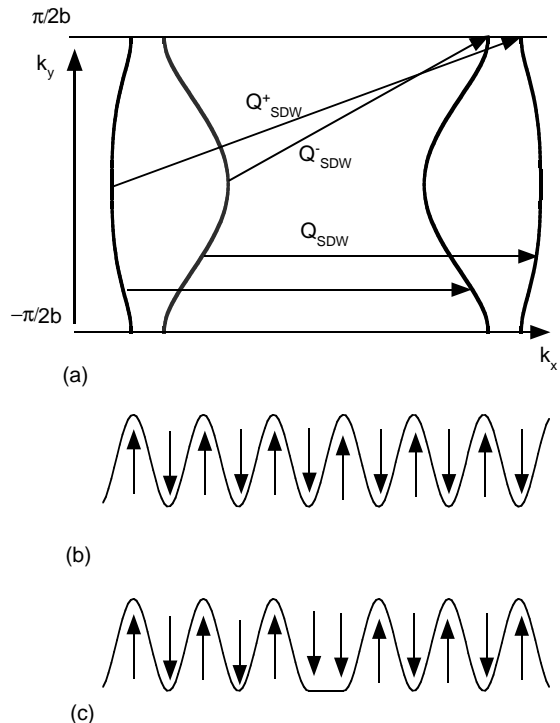 π/2b
k_y
Q^+_SDW
Q^-_SDW
Q_SDW
−π/2b
k_x
(a)
(b)
(c)